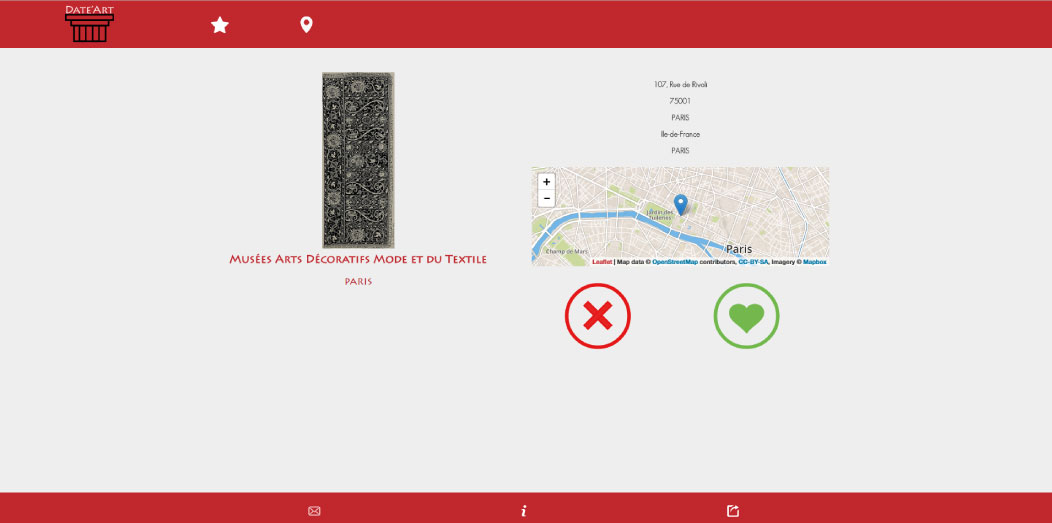 DATE'ART
MUSÉES ARTS DÉCORATIFS MODE ET DU TEXTILE
PARIS
107, Rue de Rivoli
75001
PARIS
Ile-de-France
PARIS
+
−
Jardin des
Tuileries
Paris
Champ de Mars
Leaflet | Map data © OpenStreetMap contributors, CC-BY-SA, Imagery © Mapbox